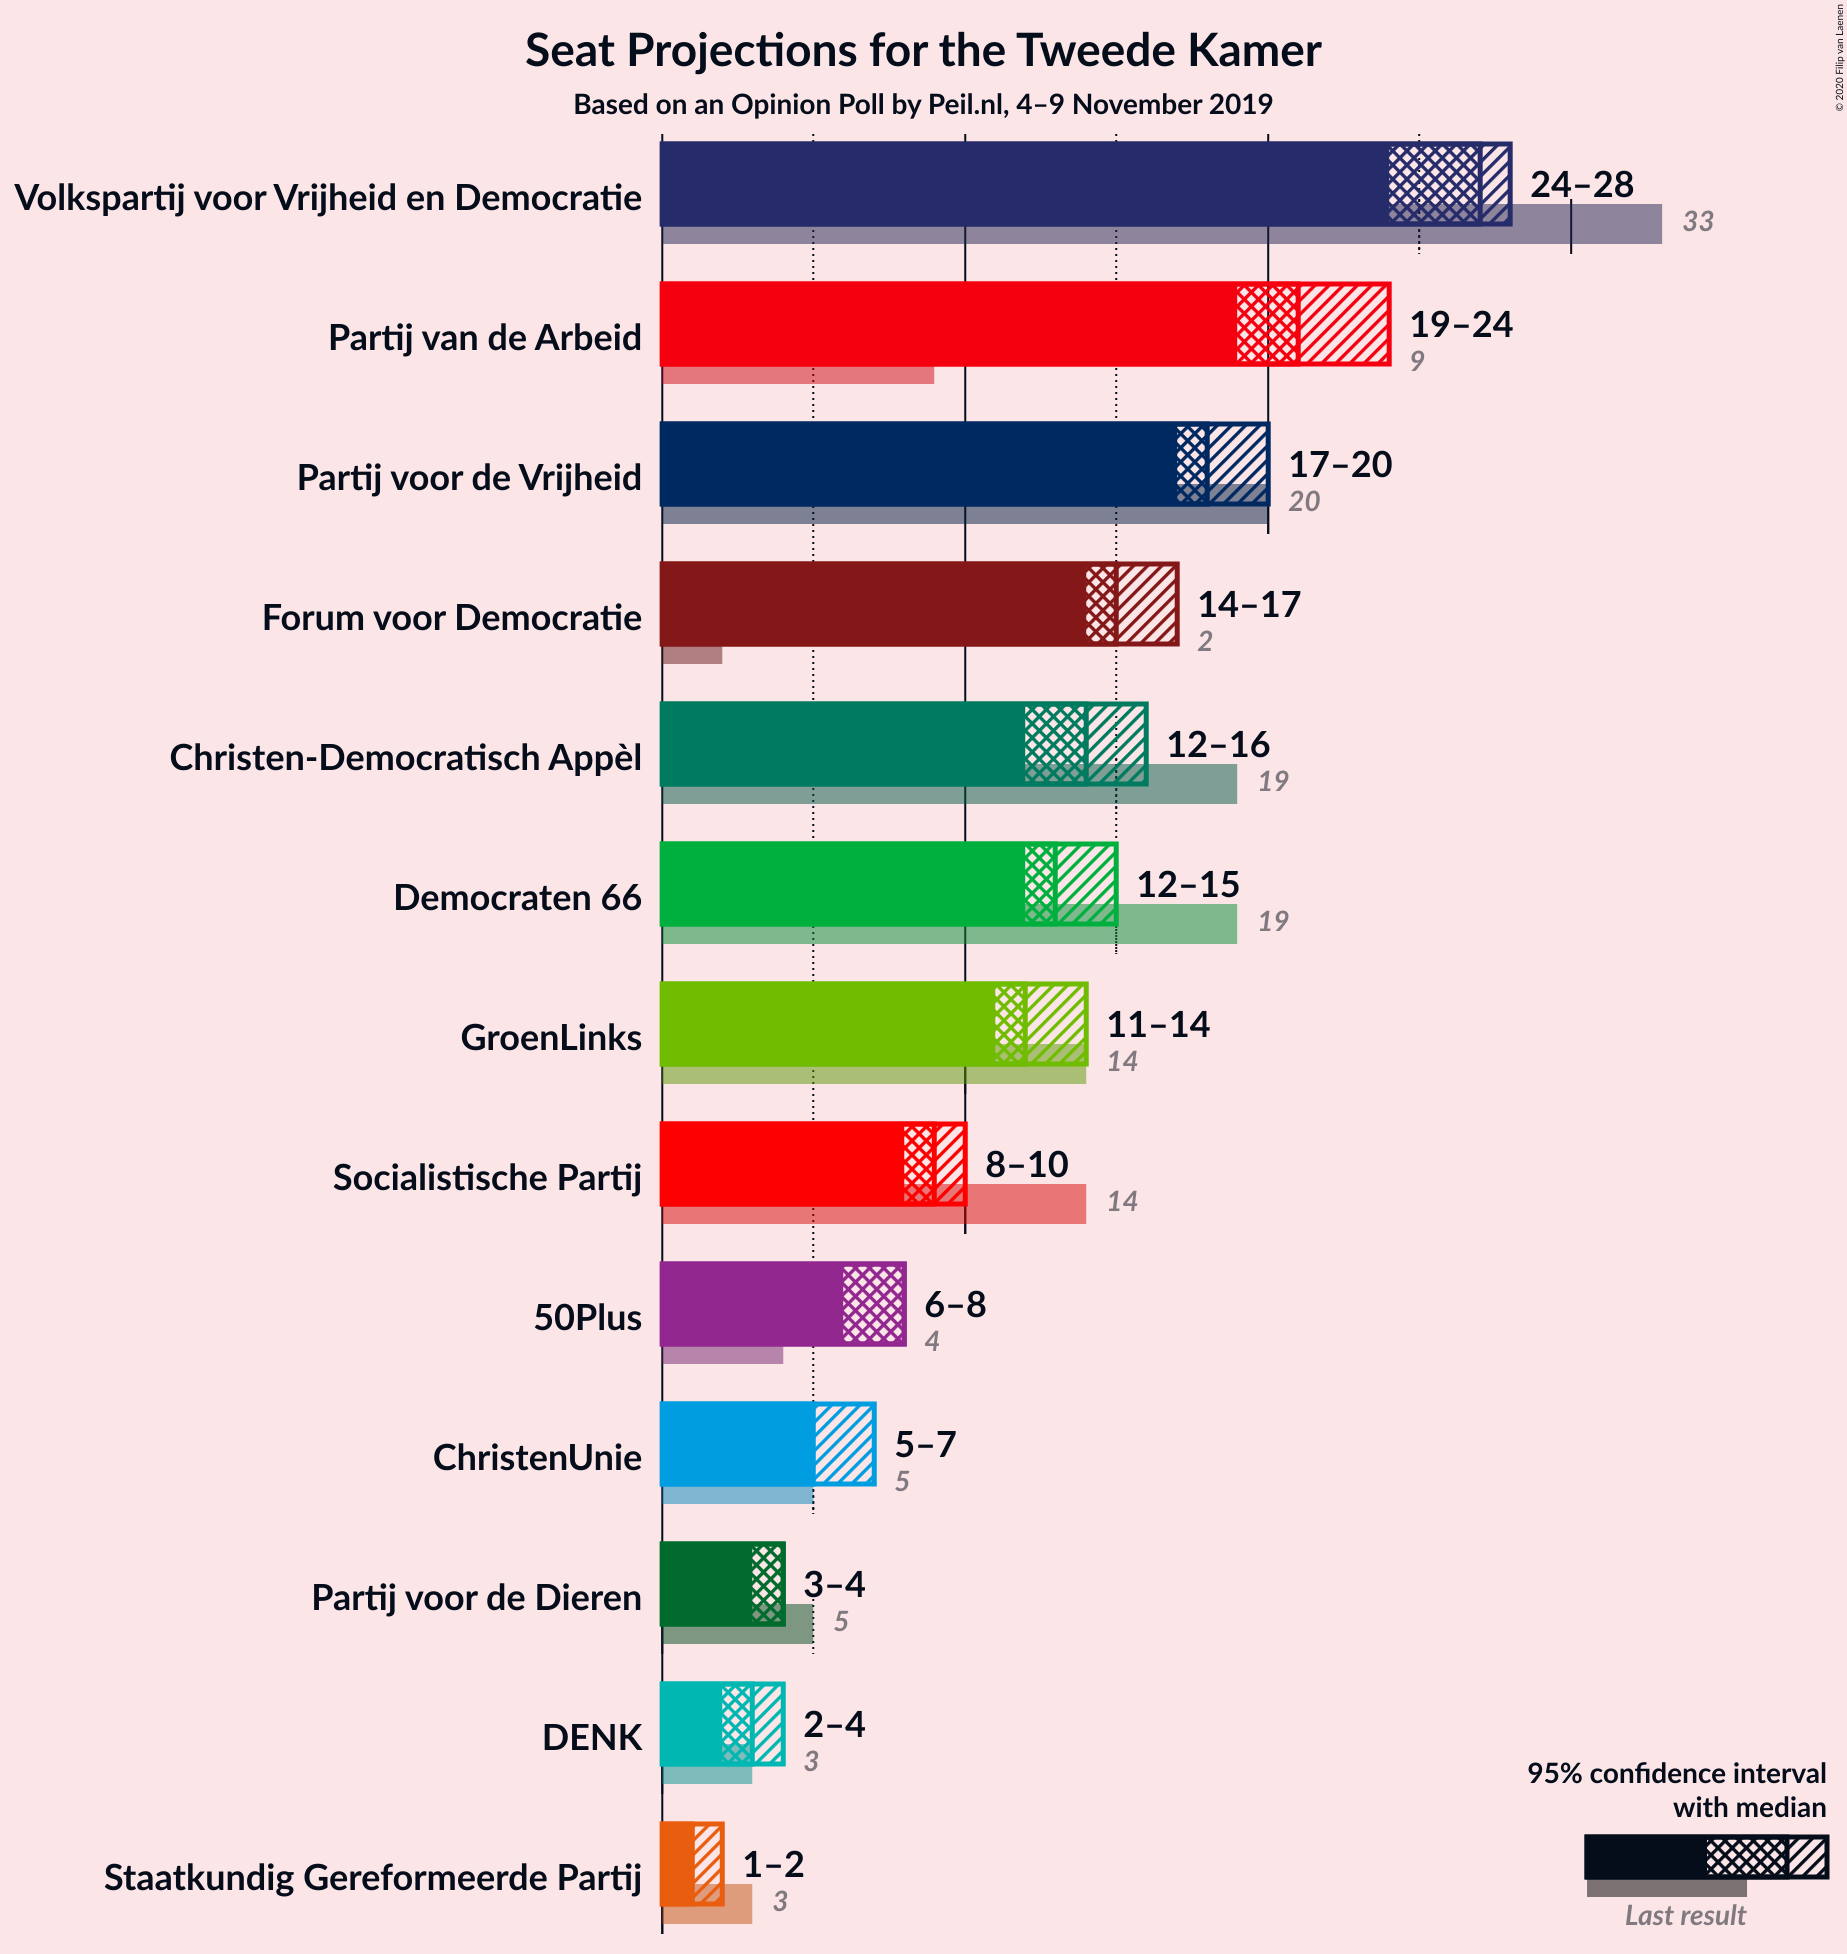 Seat Projections for the Tweede Kamer
Based on an Opinion Poll by Peil.nl, 4–9 November 2019
© 2020 Filip van Laenen
Volkspartij voor Vrijheid en Democratie
24–28
33
Partij van de Arbeid
19–24
9
Partij voor de Vrijheid
17–20
20
Forum voor Democratie
14–17
2
Christen-Democratisch Appèl
12–16
19
Democraten 66
12–15
19
GroenLinks
11–14
14
Socialistische Partij
8–10
14
50Plus
6–8
4
ChristenUnie
5–7
5
Partij voor de Dieren
3–4
5
DENK
2–4
3
Staatkundig Gereformeerde Partij
1–2
3
95% confidence interval
with median
Last result